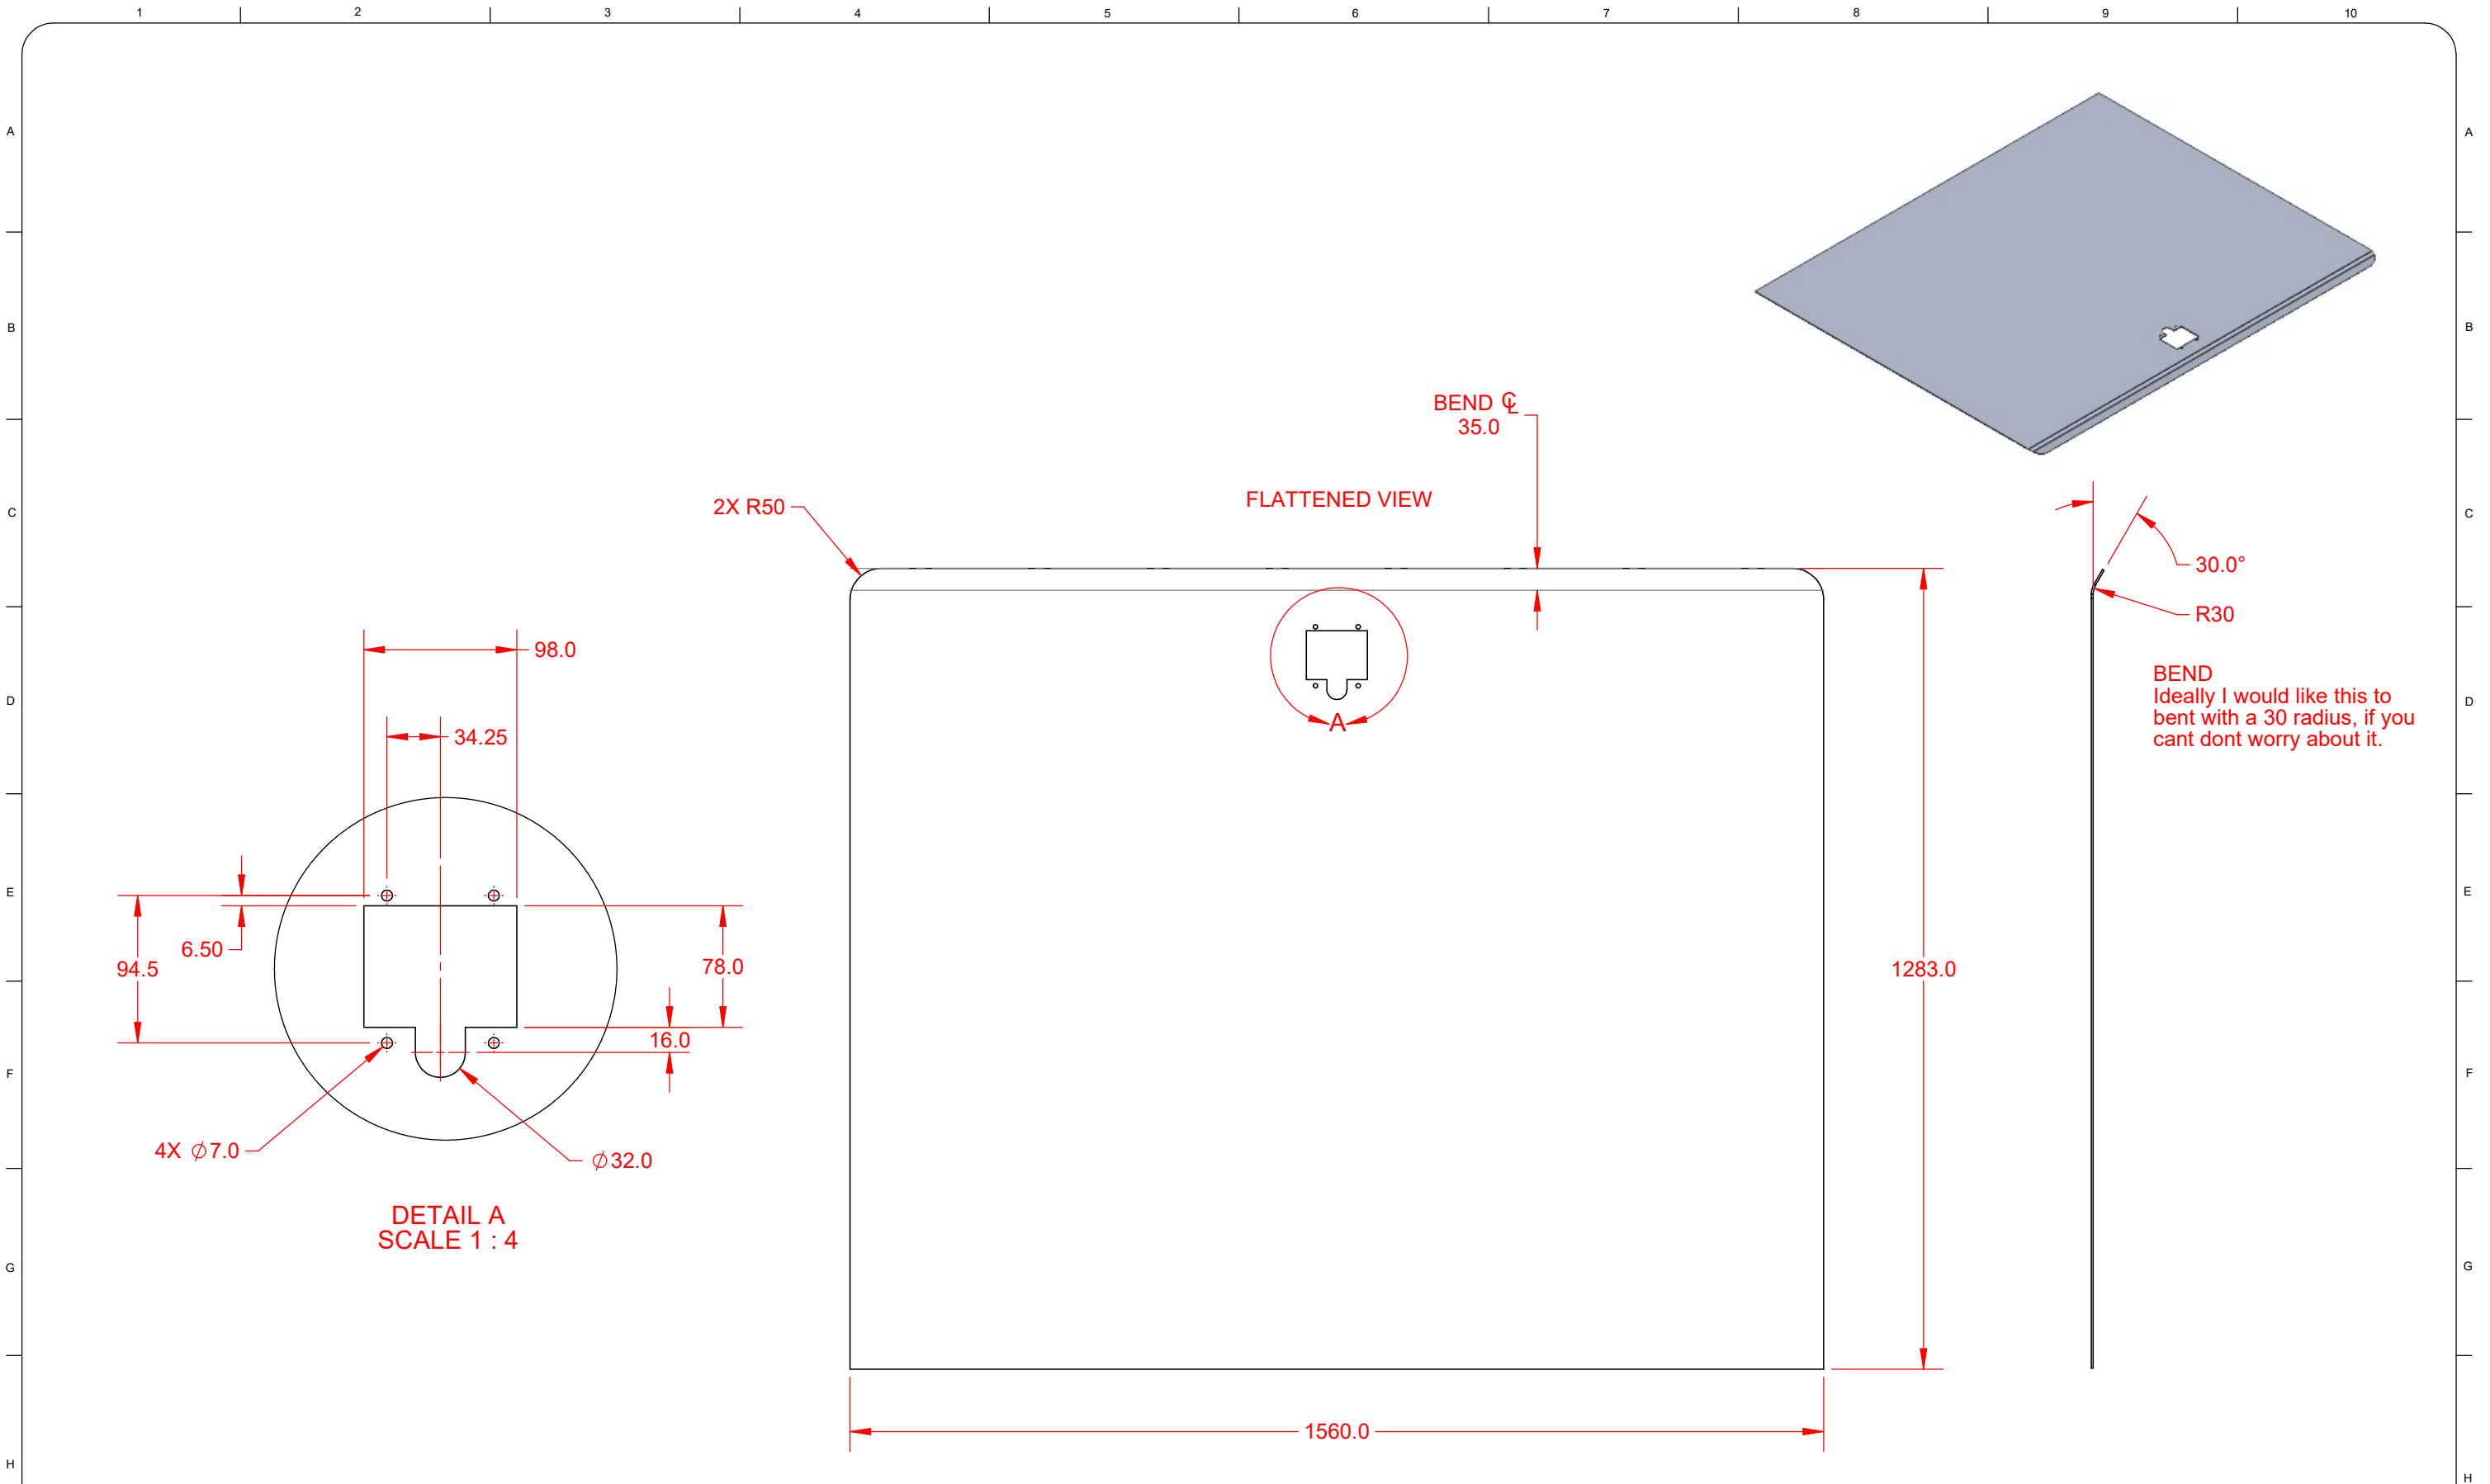 1 2 3 4 5 6 7 8 9 10
A A
B B
BEND ℄
35.0
C C
2X R50
FLATTENED VIEW
30.0°
R30
98.0
BEND
Ideally I would like this to
bent with a 30 radius, if you
cant dont worry about it.
D D
A
34.25
E E
6.50
94.5
78.0
1283.0
16.0
F F
4X ∅7.0
∅32.0
DETAIL A
SCALE 1 : 4
G G
1560.0
H H